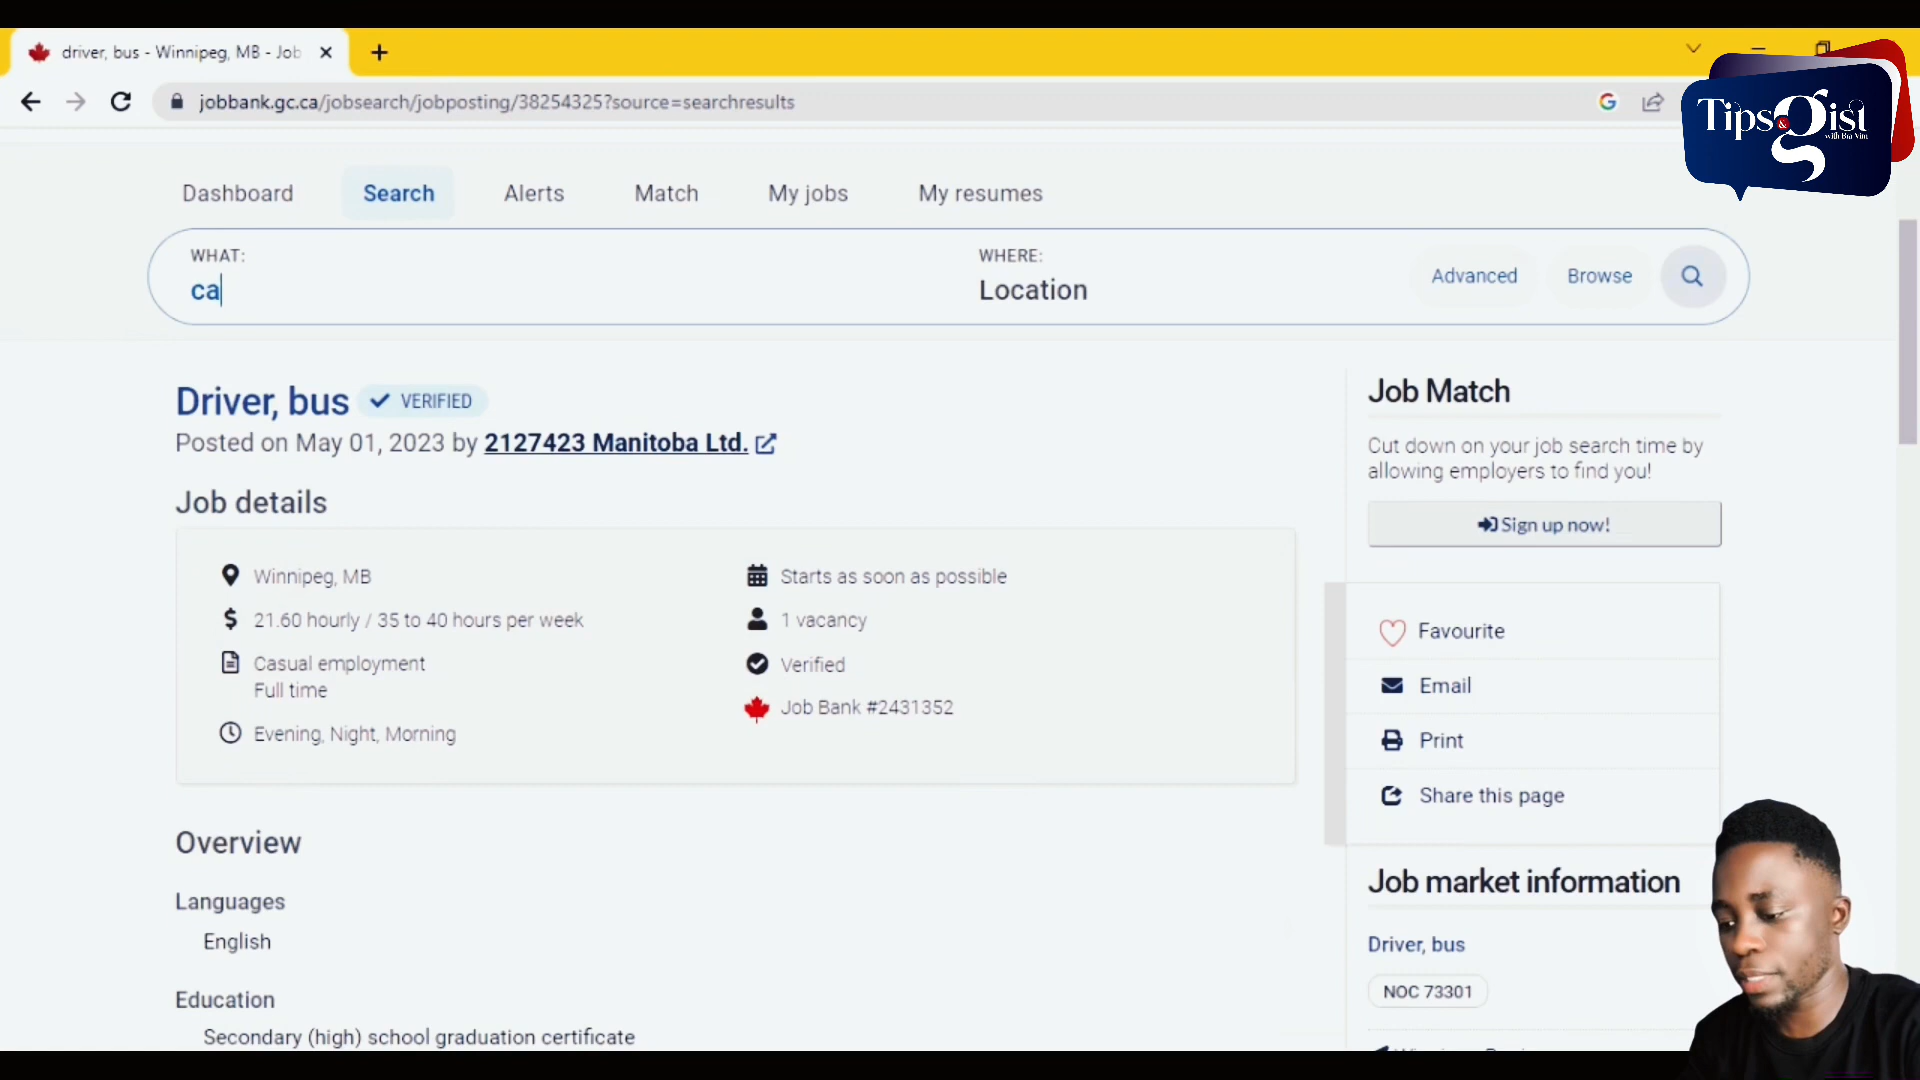 driver, bus - Winnipeg, MB - Job
jobbank.gc.ca/jobsearch/jobposting/38254325?source=searchresults
Tips & Gist
with Bra Vim
Dashboard
Search
Alerts
Match
My jobs
My resumes
WHAT:
ca
WHERE:
Location
Advanced
Browse
Driver, bus
VERIFIED
Posted on May 01, 2023 by 2127423 Manitoba Ltd.
Job details
Winnipeg, MB
21.60 hourly / 35 to 40 hours per week
Casual employment
Full time
Evening, Night, Morning
Starts as soon as possible
1 vacancy
Verified
Job Bank #2431352
Overview
Languages
English
Education
Secondary (high) school graduation certificate
Job Match
Cut down on your job search time by
allowing employers to find you!
Sign up now!
Favourite
Email
Print
Share this page
Job market information
Driver, bus
NOC 73301